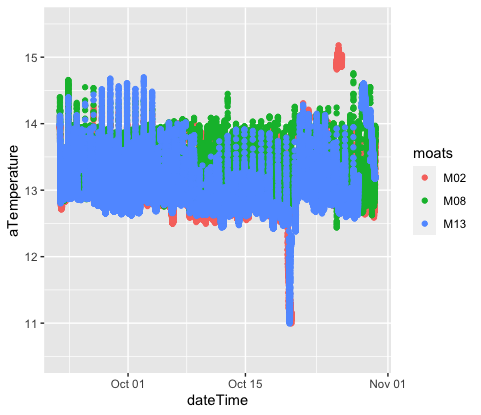 aTemperature
15
14
13
12
11
Oct 01
Oct 15
Nov 01
dateTime
moats
M02
M08
M13